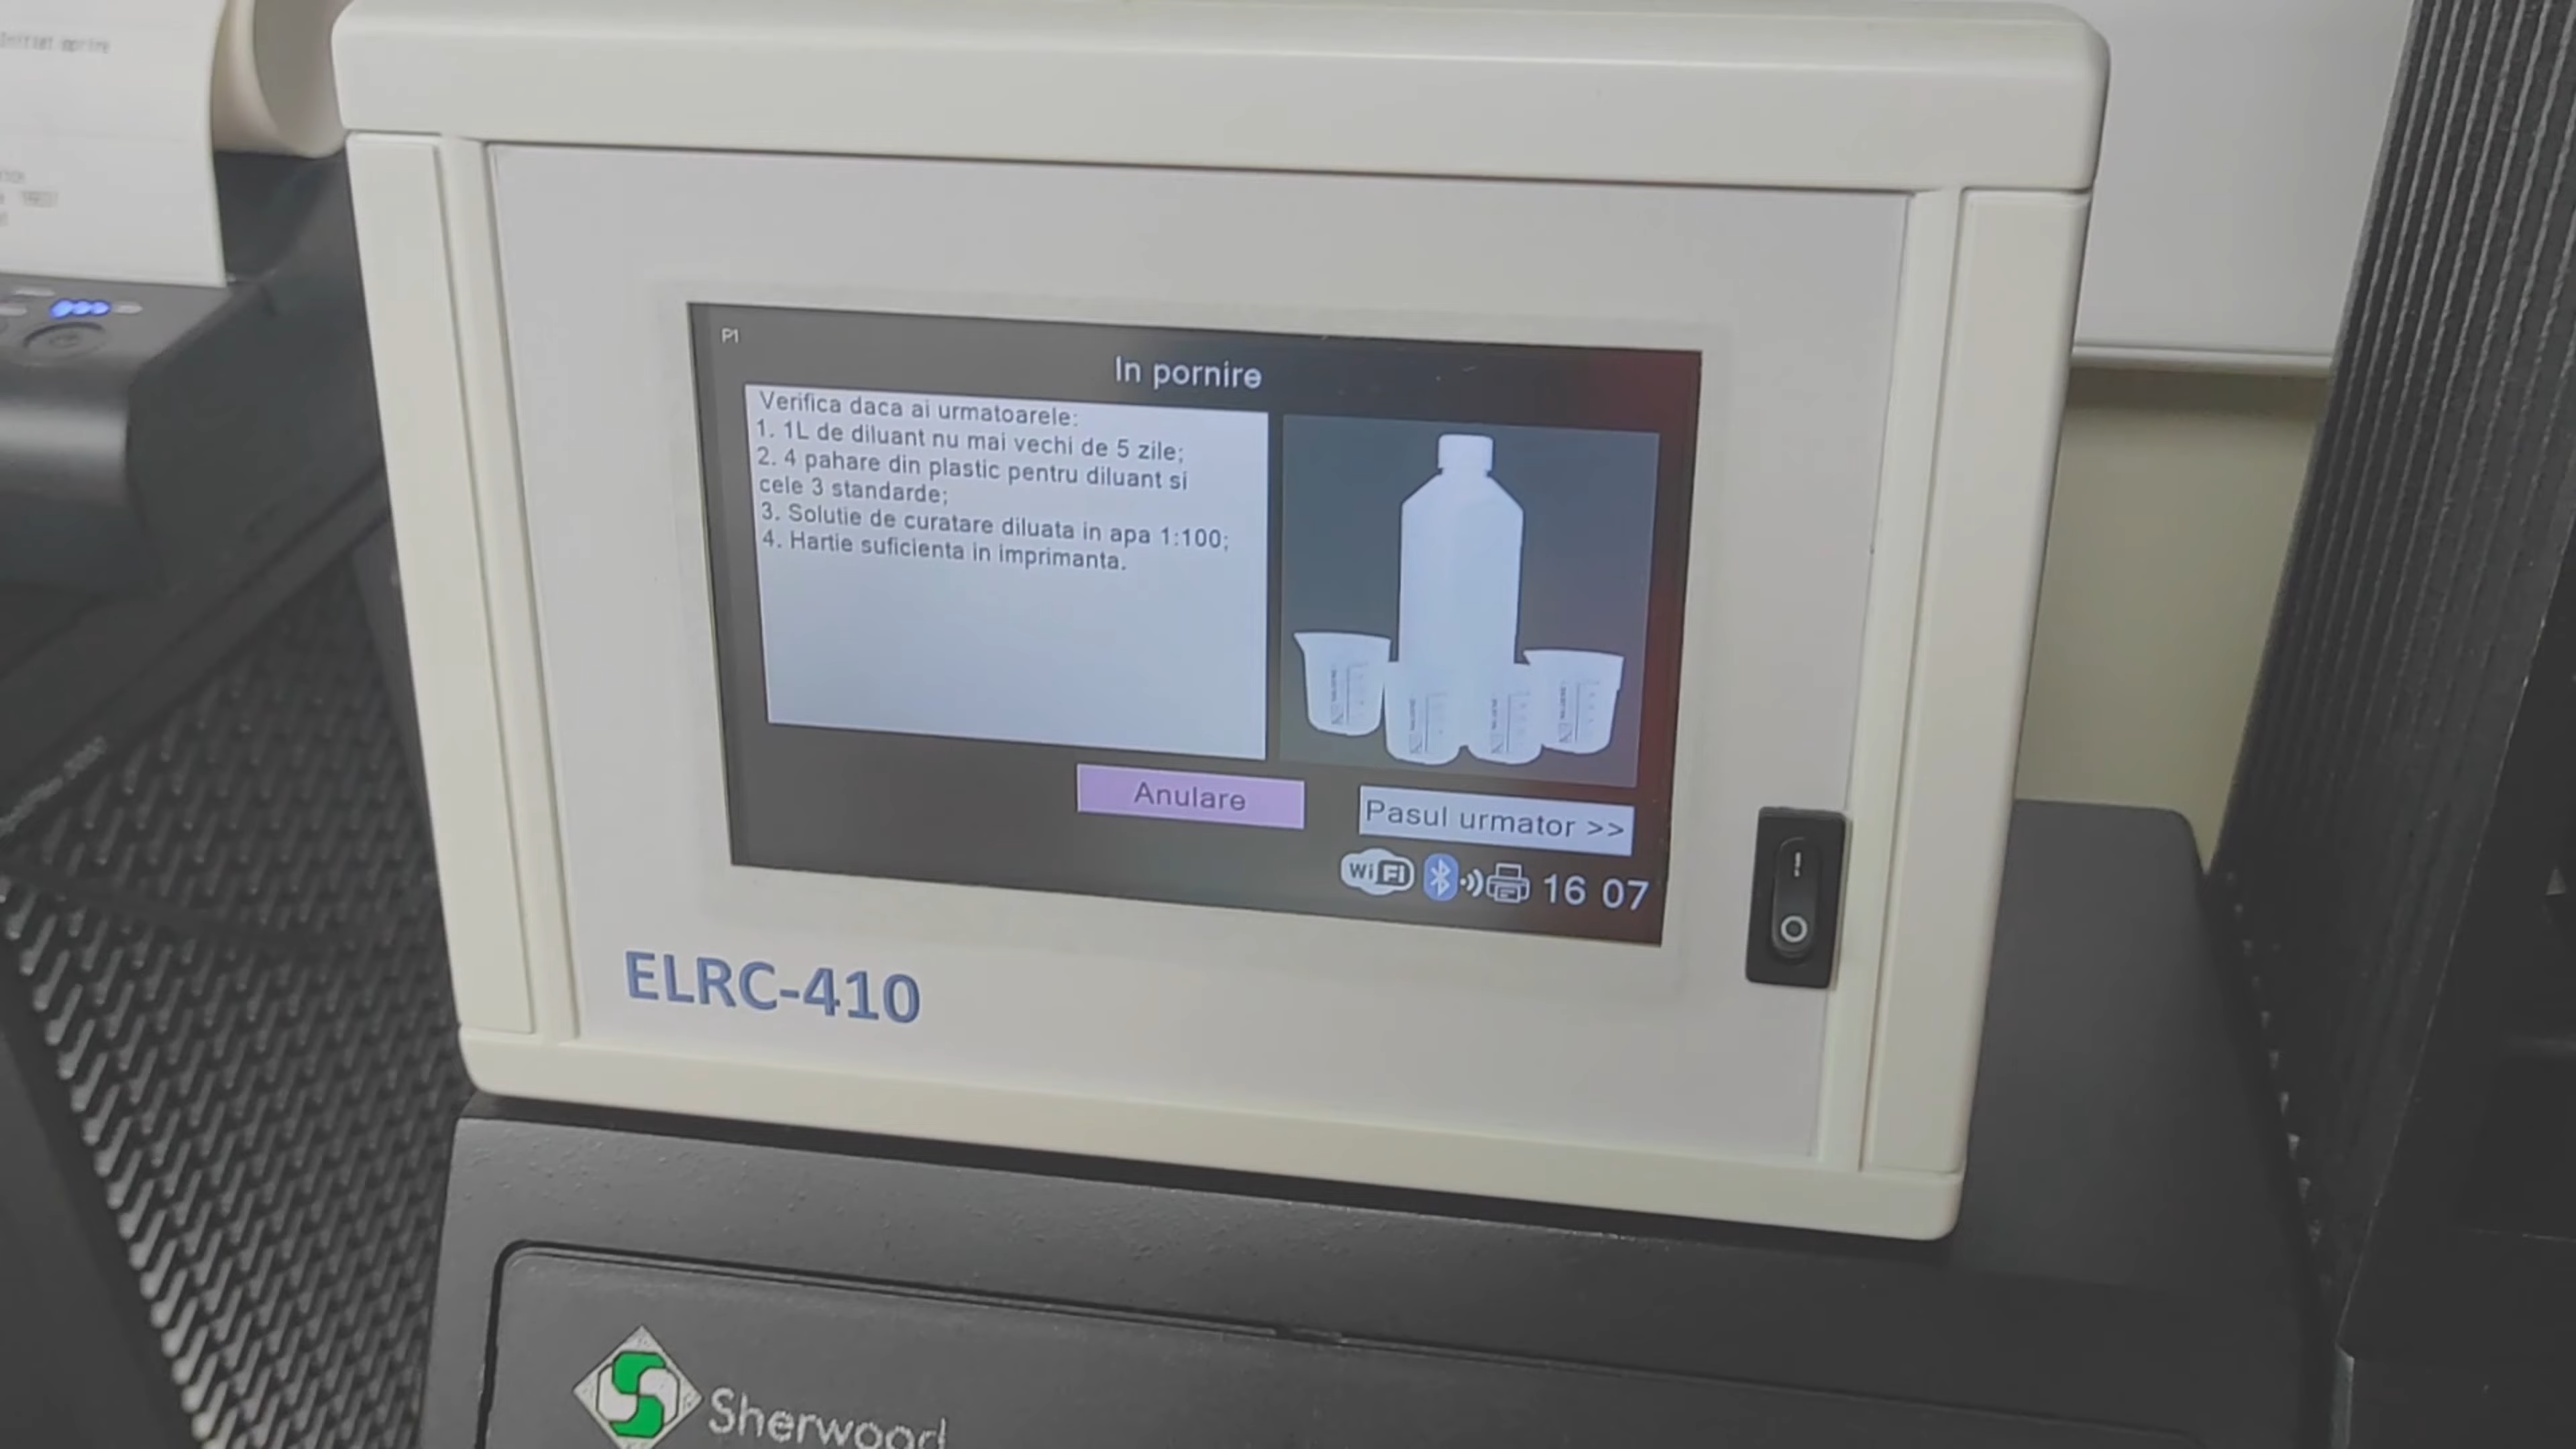 Initiat oprire
P1
In pornire
Verifica daca ai urmatoarele:
1. 1L de diluant nu mai vechi de 5 zile;
2. 4 pahare din plastic pentru diluant si
cele 3 standarde;
3. Solutie de curatare diluata in apa 1:100;
4. Hartie suficienta in imprimanta.
Anulare
Pasul urmator >>
WiFi
16 07
ELRC-410
Sherwood